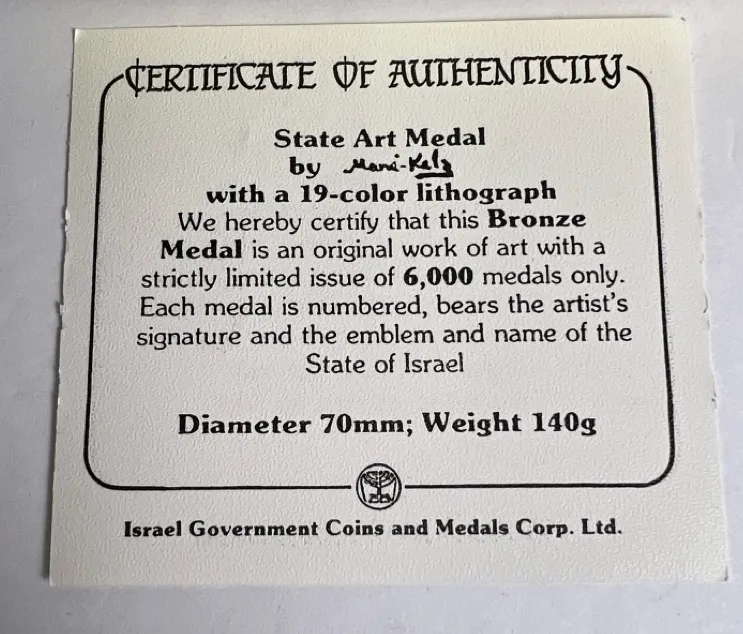 CERTIFICATE OF AUTHENTICITY
State Art Medal
by Mané-Katz
with a 19-color lithograph
We hereby certify that this Bronze
Medal is an original work of art with a
strictly limited issue of 6,000 medals only.
Each medal is numbered, bears the artist's
signature and the emblem and name of the
State of Israel
Diameter 70mm; Weight 140g
Israel Government Coins and Medals Corp. Ltd.